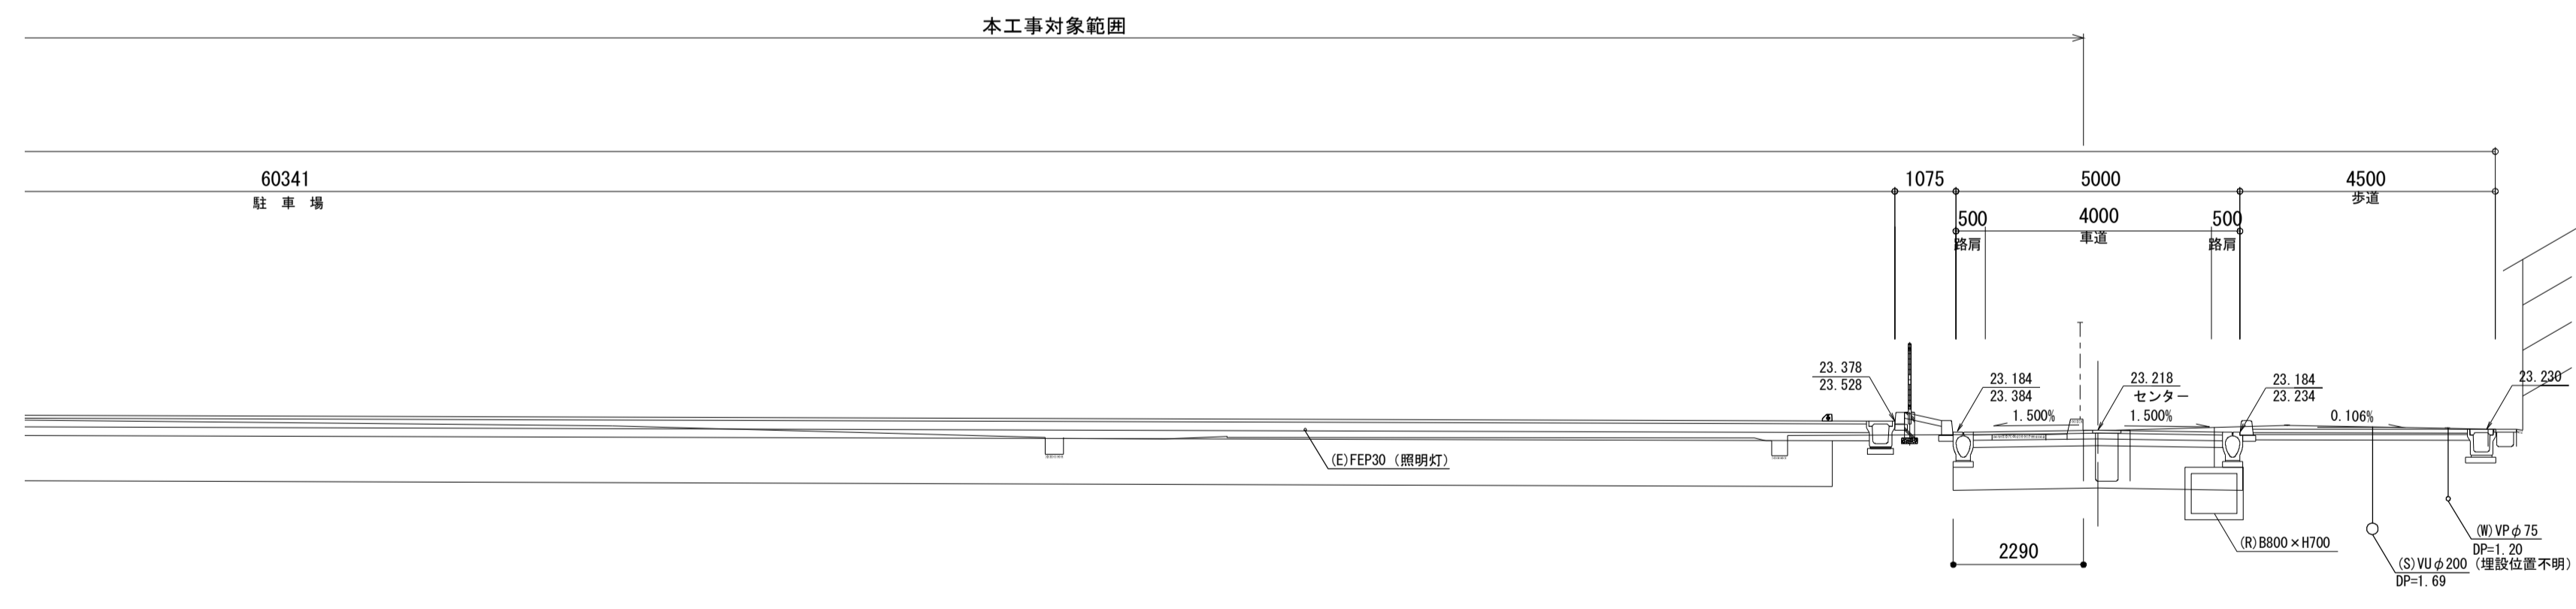 本工事対象範囲
60341
駐 車 場
1075
5000
4500
歩道
500
4000
500
路肩
車道
路肩
23.378
23.528
23.184
23.384
23.218
センター
23.184
23.234
23.230
1.500%
1.500%
0.106%
(E)FEP30 (照明灯)
2290
(R)B800×H700
(W)VPφ75
DP=1.20
(埋設位置不明)
(S)VUφ200
DP=1.69